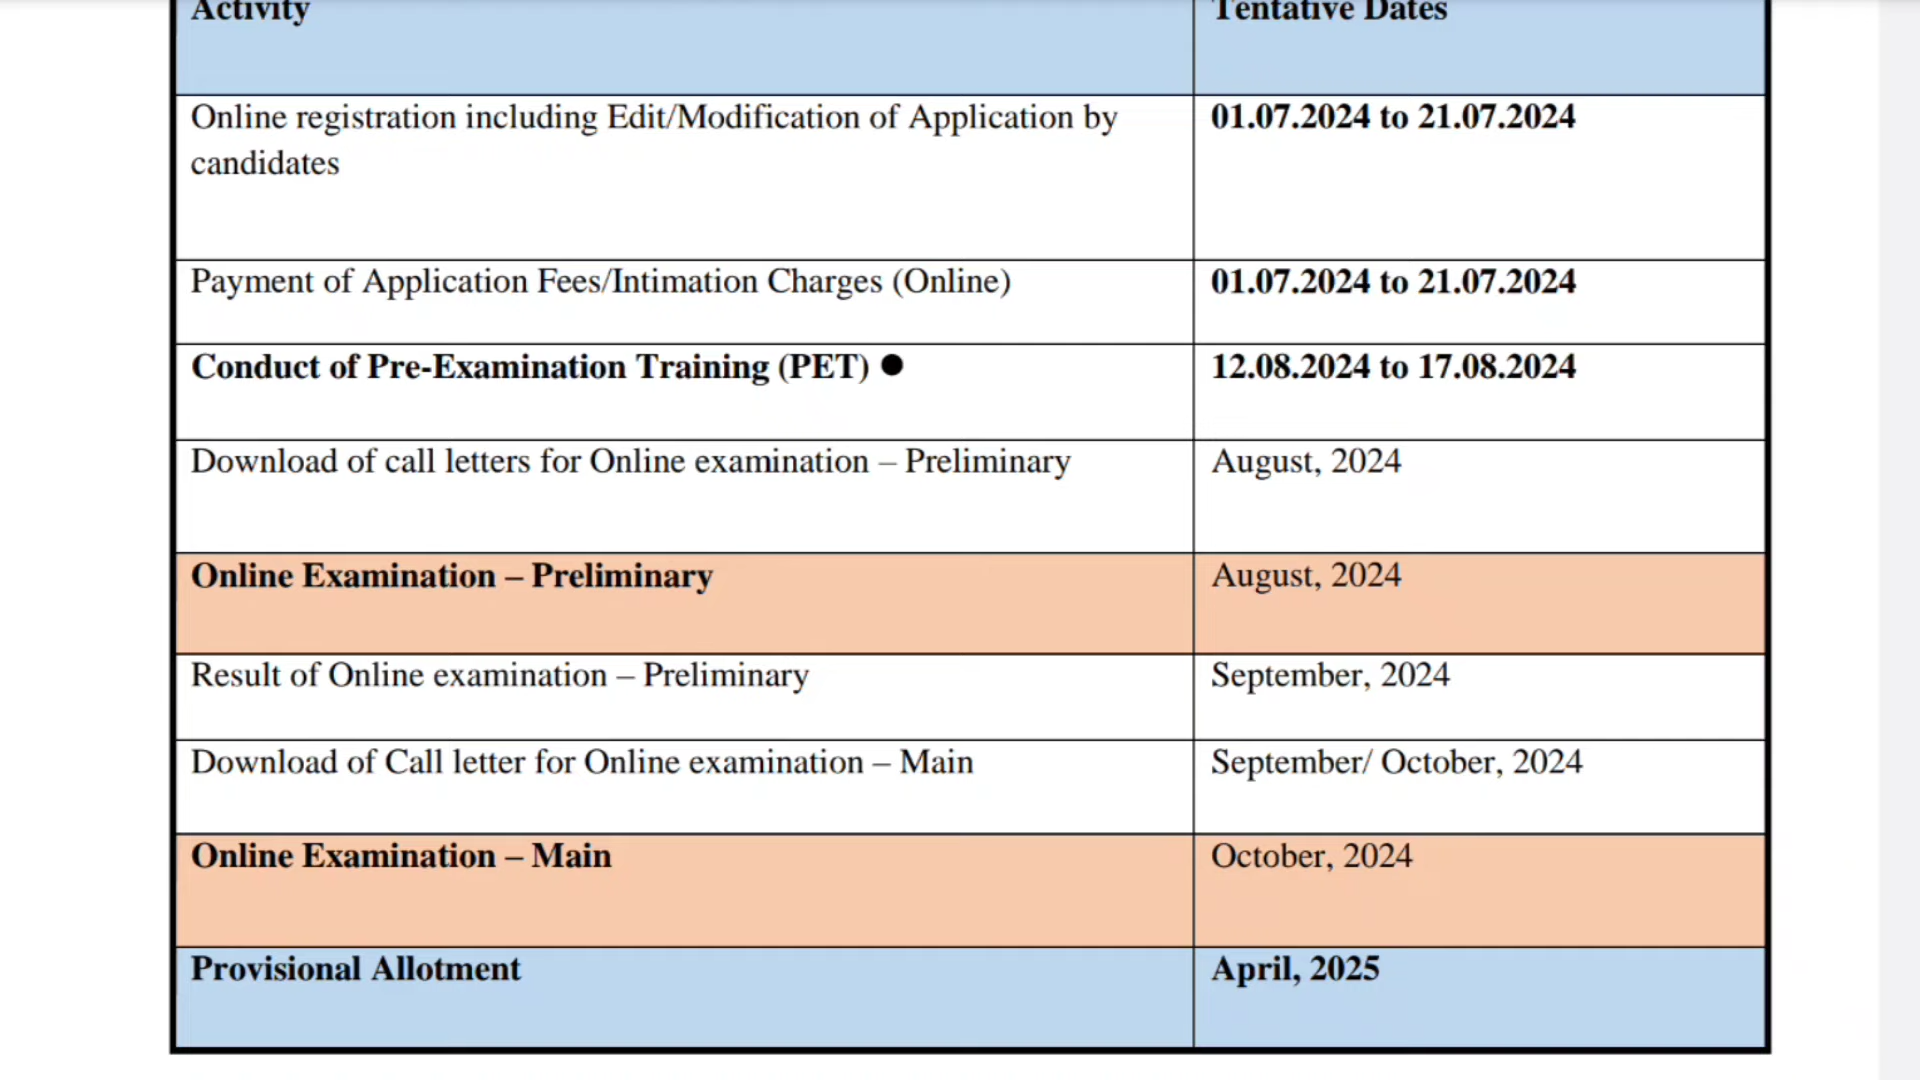 Activity
Tentative Dates
Online registration including Edit/Modification of Application by
candidates
01.07.2024 to 21.07.2024
Payment of Application Fees/Intimation Charges (Online)
01.07.2024 to 21.07.2024
Conduct of Pre-Examination Training (PET) ●
12.08.2024 to 17.08.2024
Download of call letters for Online examination – Preliminary
August, 2024
Online Examination – Preliminary
August, 2024
Result of Online examination – Preliminary
September, 2024
Download of Call letter for Online examination – Main
September/ October, 2024
Online Examination – Main
October, 2024
Provisional Allotment
April, 2025